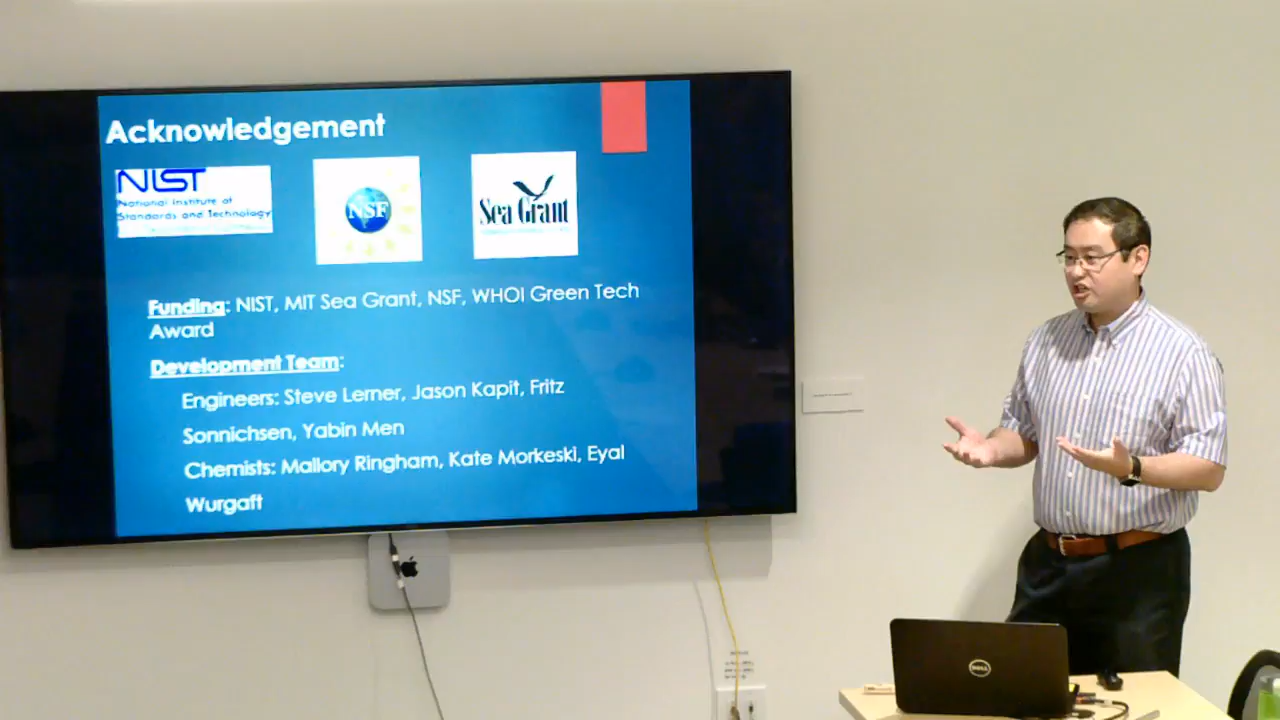 Acknowledgement
NIST
National Institute of
Standards and Technology
NSF
Sea Grant
Funding: NIST, MIT Sea Grant, NSF, WHOI Green Tech
Award
Development Team:
Engineers: Steve Lerner, Jason Kapit, Fritz
Sonnichsen, Yabin Men
Chemists: Mallory Ringham, Kate Morkeski, Eyal
Wurgaft
DELL